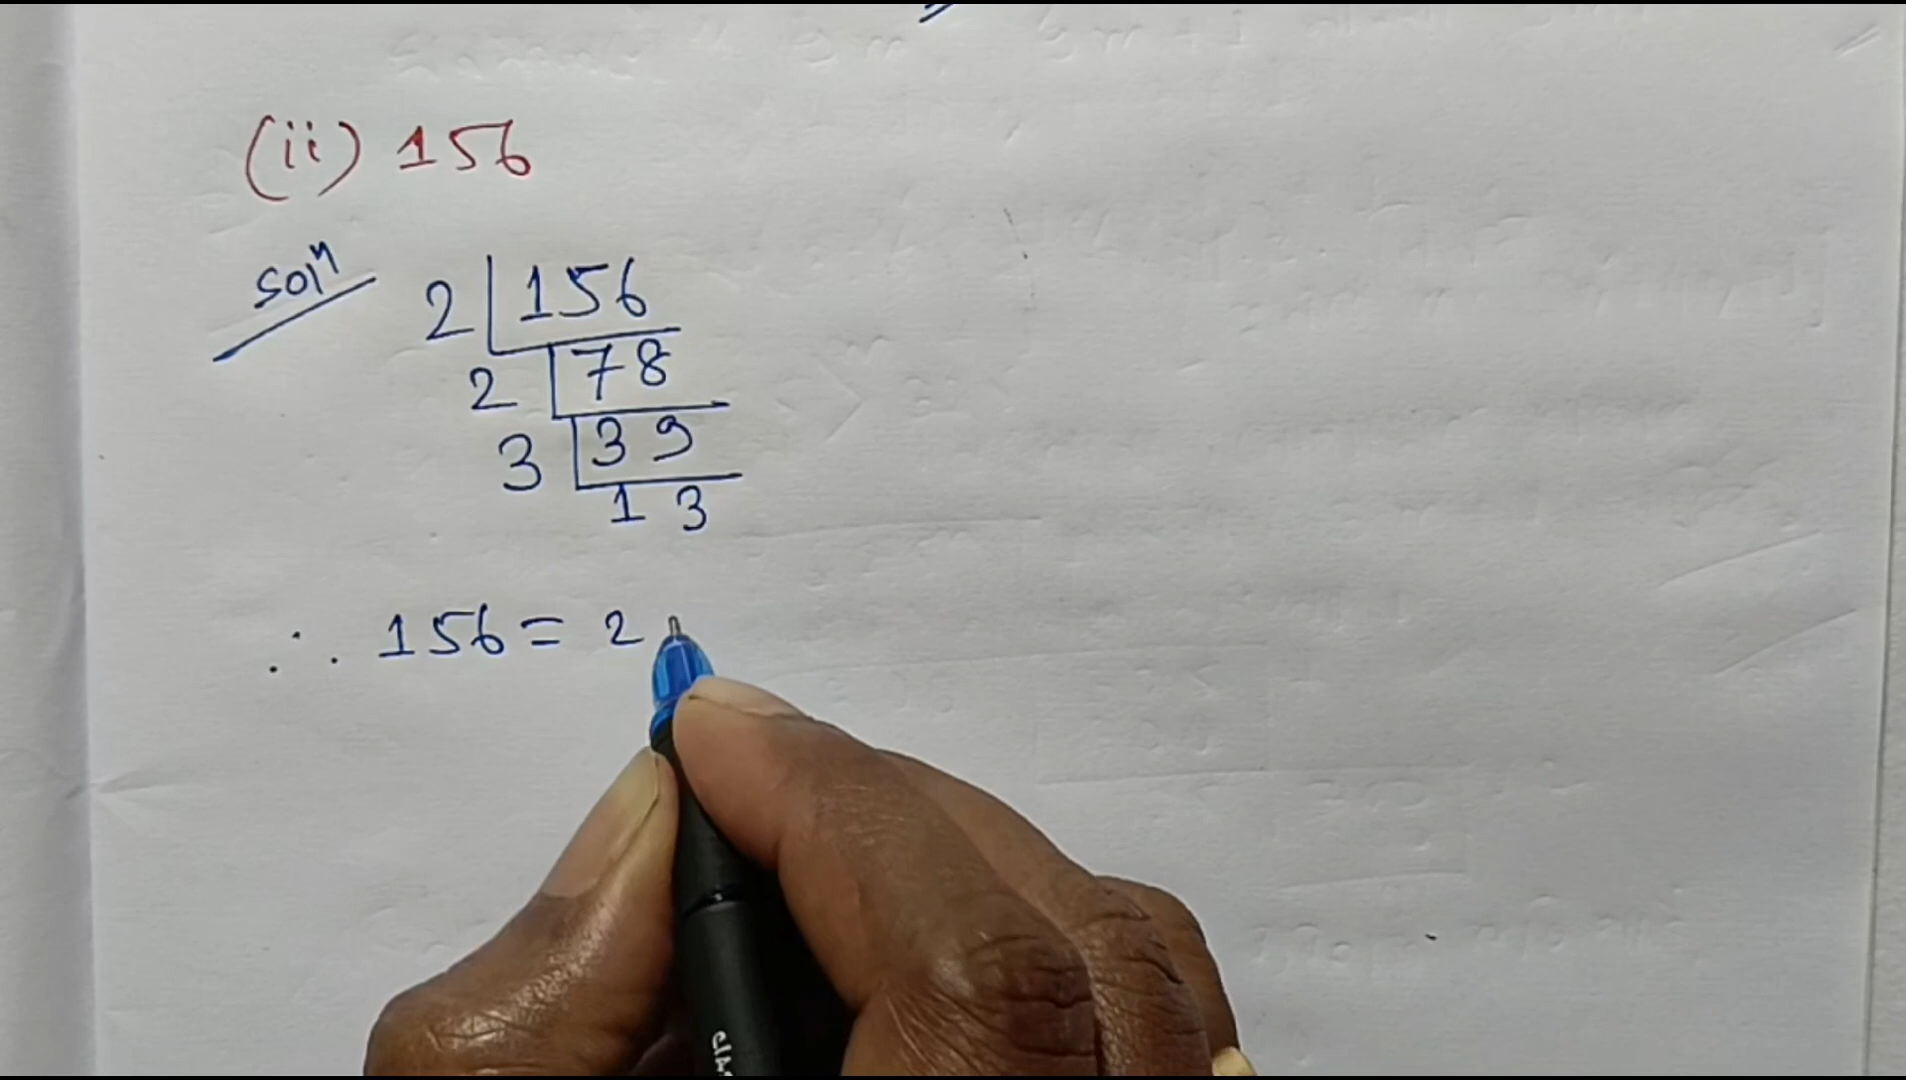 (ii) 156
Solⁿ
2 156
2 78
3 39
13
∴ 156 = 2